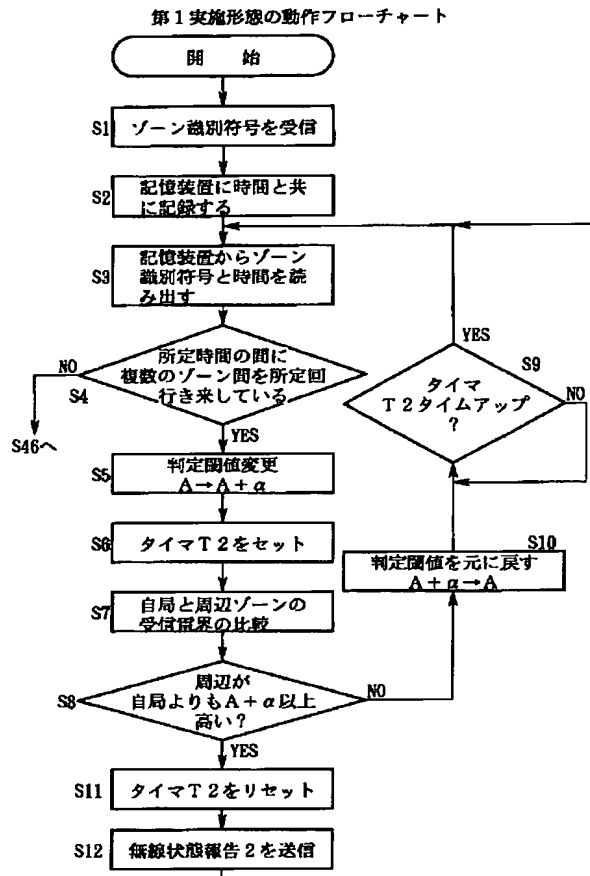 第1実施形態の動作フローチャート
開　始
S1
ゾーン識別符号を受信
S2
記憶装置に時間と共
に記録する
S3
記憶装置からゾーン
識別符号と時間を読
み出す
所定時間の間に
複数のゾーン間を所定回
行き来している
NO
S4
S46へ
YES
S5
判定閾値変更
A→A+α
S6
タイマT2をセット
S7
自局と周辺ゾーンの
受信電界の比較
S8
周辺が
自局よりもA+α以上
高い?
NO
YES
S9
タイマ
T2タイムアップ
?
YES
NO
S10
判定閾値を元に戻す
A+α→A
S11
タイマT2をリセット
S12
無線状態報告2を送信